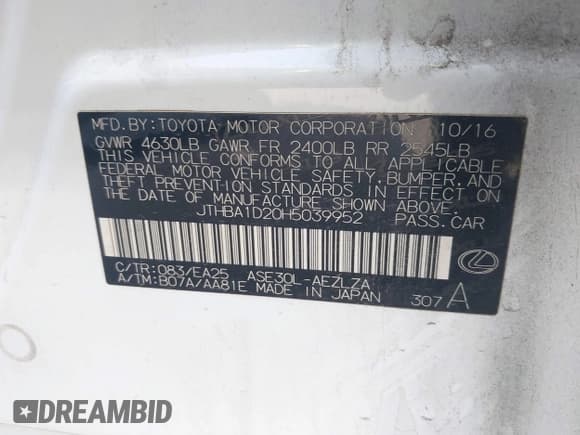 MFD.BY:TOYOTA MOTOR CORPORATION 10/16
GVWR 4630LB GAWR FR 2400LB RR 2545LB
THIS VEHICLE CONFORMS TO ALL APPLICABLE
FEDERAL MOTOR VEHICLE SAFETY,BUMPER,AND
THEFT PREVENTION STANDARDS IN EFFECT ON
THE DATE OF MANUFACTURE SHOWN ABOVE.
JTHBA1D20H5039952 PASS.CAR
C/TR:083/EA25 ASE30L-AEZLZA
A/TM:B07A/AA81E MADE IN JAPAN 307A
DREAMBID